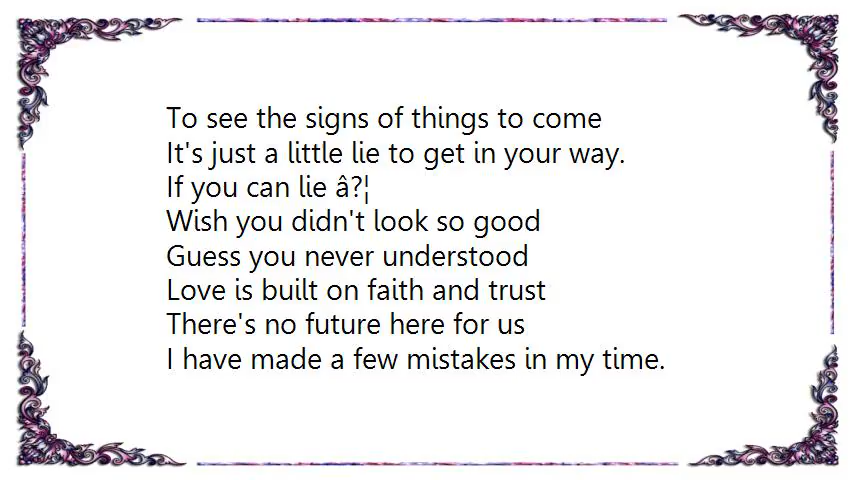 To see the signs of things to come
It's just a little lie to get in your way.
If you can lie â?¦
Wish you didn't look so good
Guess you never understood
Love is built on faith and trust
There's no future here for us
I have made a few mistakes in my time.